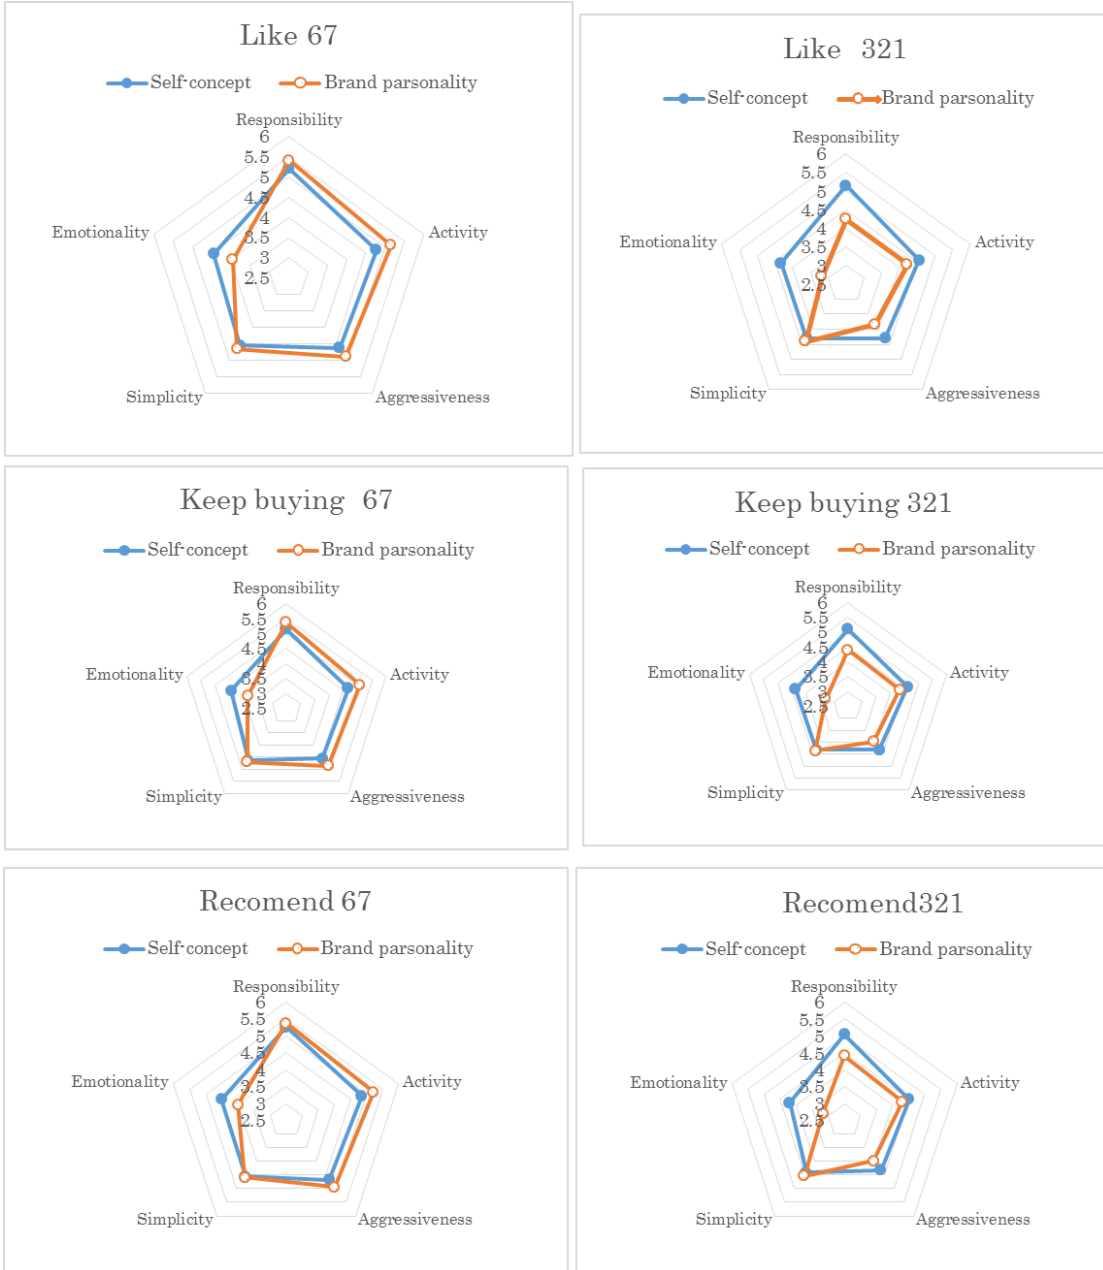 Like 67
Self-concept Brand parsonality
Responsibility
6
5.5
5
4.5
4
3.5
3
2.5
Emotionality
Activity
Simplicity
Aggressiveness
Like 321
Self-concept Brand parsonality
Responsibility
6
5.5
5
4.5
4
3.5
3
2.5
Emotionality
Activity
Simplicity
Aggressiveness
Keep buying 67
Self-concept Brand parsonality
Responsibility
6
5.5
5
4.5
4
3.5
3
2.5
Emotionality
Activity
Simplicity
Aggressiveness
Keep buying 321
Self-concept Brand parsonality
Responsibility
6
5.5
5
4.5
4
3.5
3
2.5
Emotionality
Activity
Simplicity
Aggressiveness
Recomend 67
Self-concept Brand parsonality
Responsibility
6
5.5
5
4.5
4
3.5
3
2.5
Emotionality
Activity
Simplicity
Aggressiveness
Recomend321
Self-concept Brand parsonality
Responsibility
6
5.5
5
4.5
4
3.5
3
2.5
Emotionality
Activity
Simplicity
Aggressiveness